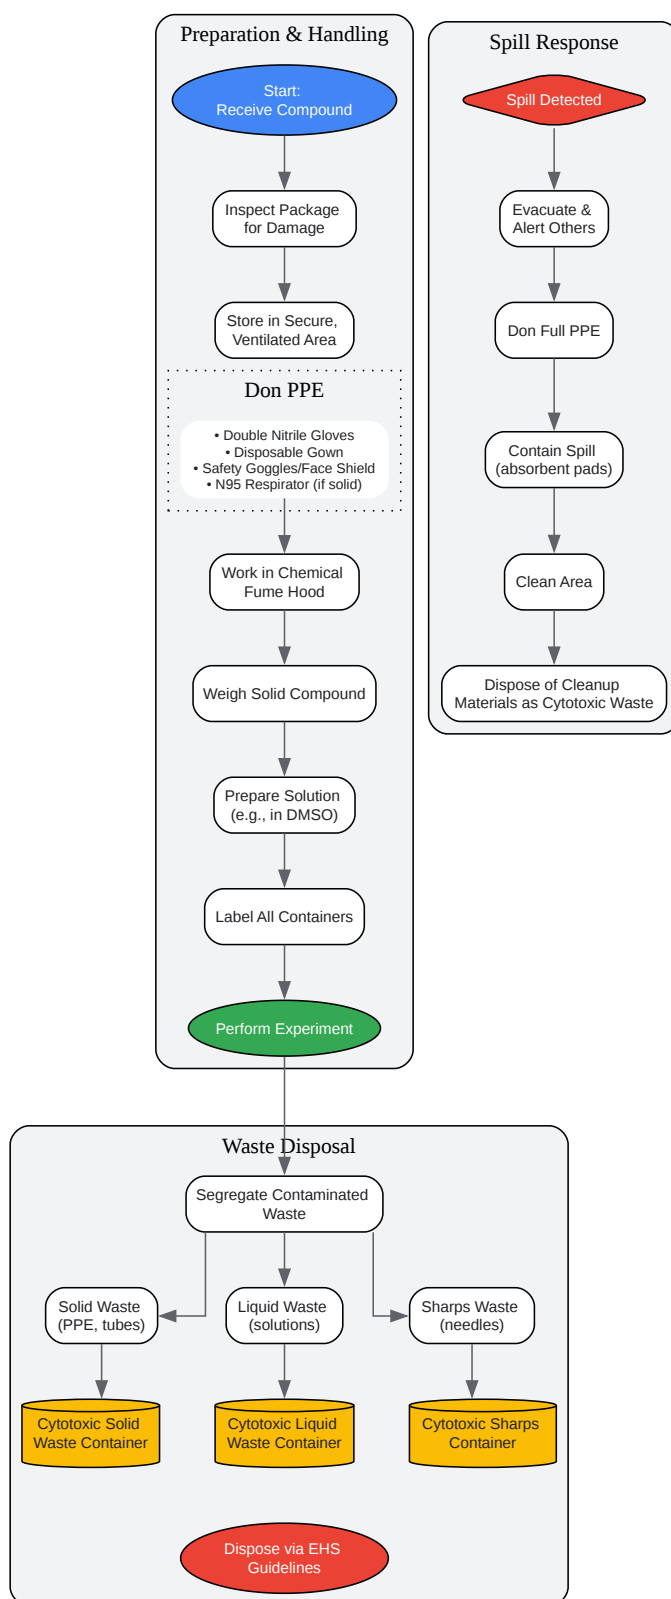 Preparation & Handling
Start:
Receive Compound
Inspect Package
for Damage
Store in Secure,
Ventilated Area
Don PPE
• Double Nitrile Gloves
• Disposable Gown
• Safety Goggles/Face Shield
• N95 Respirator (if solid)
Work in Chemical
Fume Hood
Weigh Solid Compound
Prepare Solution
(e.g., in DMSO)
Label All Containers
Perform Experiment
Spill Response
Spill Detected
Evacuate &
Alert Others
Don Full PPE
Contain Spill
(absorbent pads)
Clean Area
Dispose of Cleanup
Materials as Cytotoxic Waste
Waste Disposal
Segregate Contaminated
Waste
Solid Waste
(PPE, tubes)
Liquid Waste
(solutions)
Sharps Waste
(needles)
Cytotoxic Solid
Waste Container
Cytotoxic Liquid
Waste Container
Cytotoxic Sharps
Container
Dispose via EHS
Guidelines